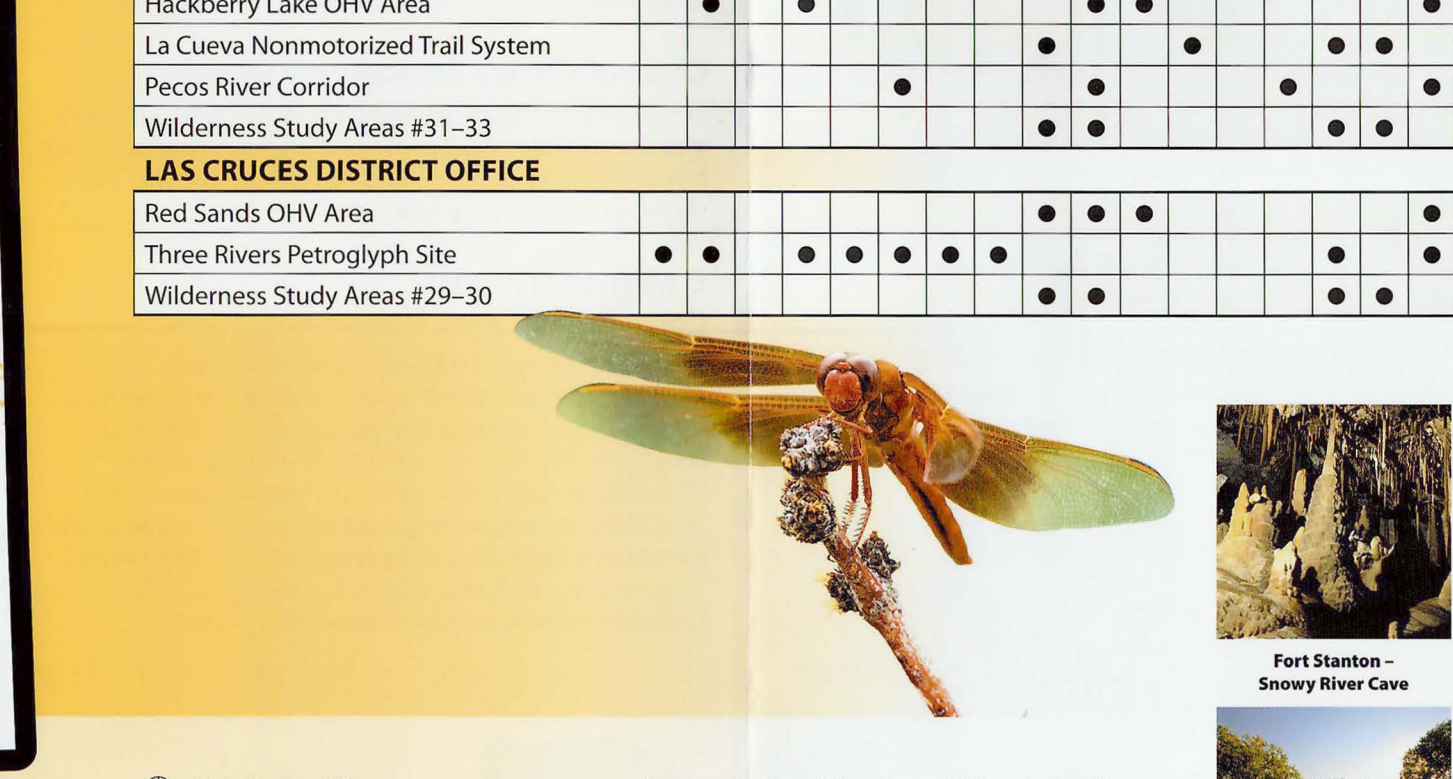 Hackberry Lake OHV Area
La Cueva Nonmotorized Trail System
Pecos River Corridor
Wilderness Study Areas #31–33
LAS CRUCES DISTRICT OFFICE
Red Sands OHV Area
Three Rivers Petroglyph Site
Wilderness Study Areas #29–30
Fort Stanton –
Snowy River Cave